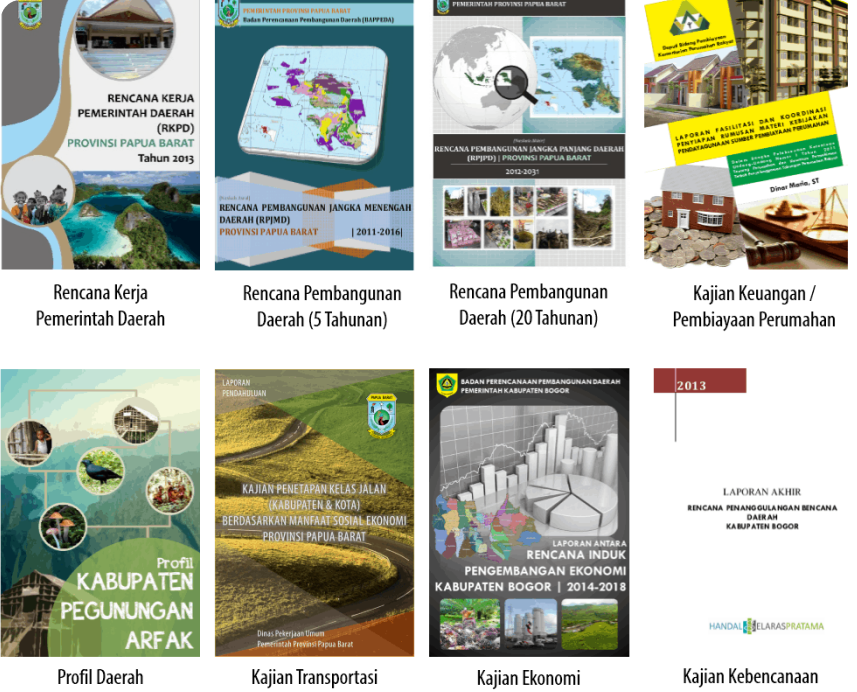 RENCANA KERJA
PEMERINTAH DAERAH
(RKPD)
PROVINSI PAPUA BARAT
Tahun 2013
PEMERINTAH PROVINSI PAPUA BARAT
Badan Perencanaan Pembangunan Daerah (BAPPEDA)
RENCANA PEMBANGUNAN JANGKA MENENGAH
DAERAH (RPJMD)
PROVINSI PAPUA BARAT | 2011-2016|
PEMERINTAH PROVINSI PAPUA BARAT
RENCANA PEMBANGUNAN JANGKA PANJANG DAERAH
(RPJPD) | PROVINSI PAPUA BARAT
2012-2031
Deputi Bidang Pembiayaan
Kementerian Perumahan Rakyat
LAPORAN FASILITASI DAN KOORDINASI
PENYIAPAN RUMUSAN MATERI KEBIJAKAN
PENDAYAGUNAAN SUMBER PEMBIAYAAN PERUMAHAN
Dinar Maria, ST
Rencana Kerja
Pemerintah Daerah
Rencana Pembangunan
Daerah (5 Tahunan)
Rencana Pembangunan
Daerah (20 Tahunan)
Kajian Keuangan /
Pembiayaan Perumahan
Profil
KABUPATEN
PEGUNUNGAN
ARFAK
LAPORAN
PENDAHULUAN
PAPUA BARAT
KAJIAN PENETAPAN KELAS JALAN
(KABUPATEN & KOTA)
BERDASARKAN MANFAAT SOSIAL EKONOMI
PROVINSI PAPUA BARAT
Dinas Pekerjaan Umum
Pemerintah Provinsi Papua Barat
BADAN PERENCANAAN PEMBANGUNAN DAERAH
PEMERINTAH KABUPATEN BOGOR
LAPORAN ANTARA
RENCANA INDUK
PENGEMBANGAN EKONOMI
KABUPATEN BOGOR | 2014-2018
2013
LAPORAN AKHIR
RENCANA PENANGGULANGAN BENCANA
DAERAH
KABUPATEN BOGOR
HANDAL SELARASPRATAMA
Profil Daerah
Kajian Transportasi
Kajian Ekonomi
Kajian Kebencanaan